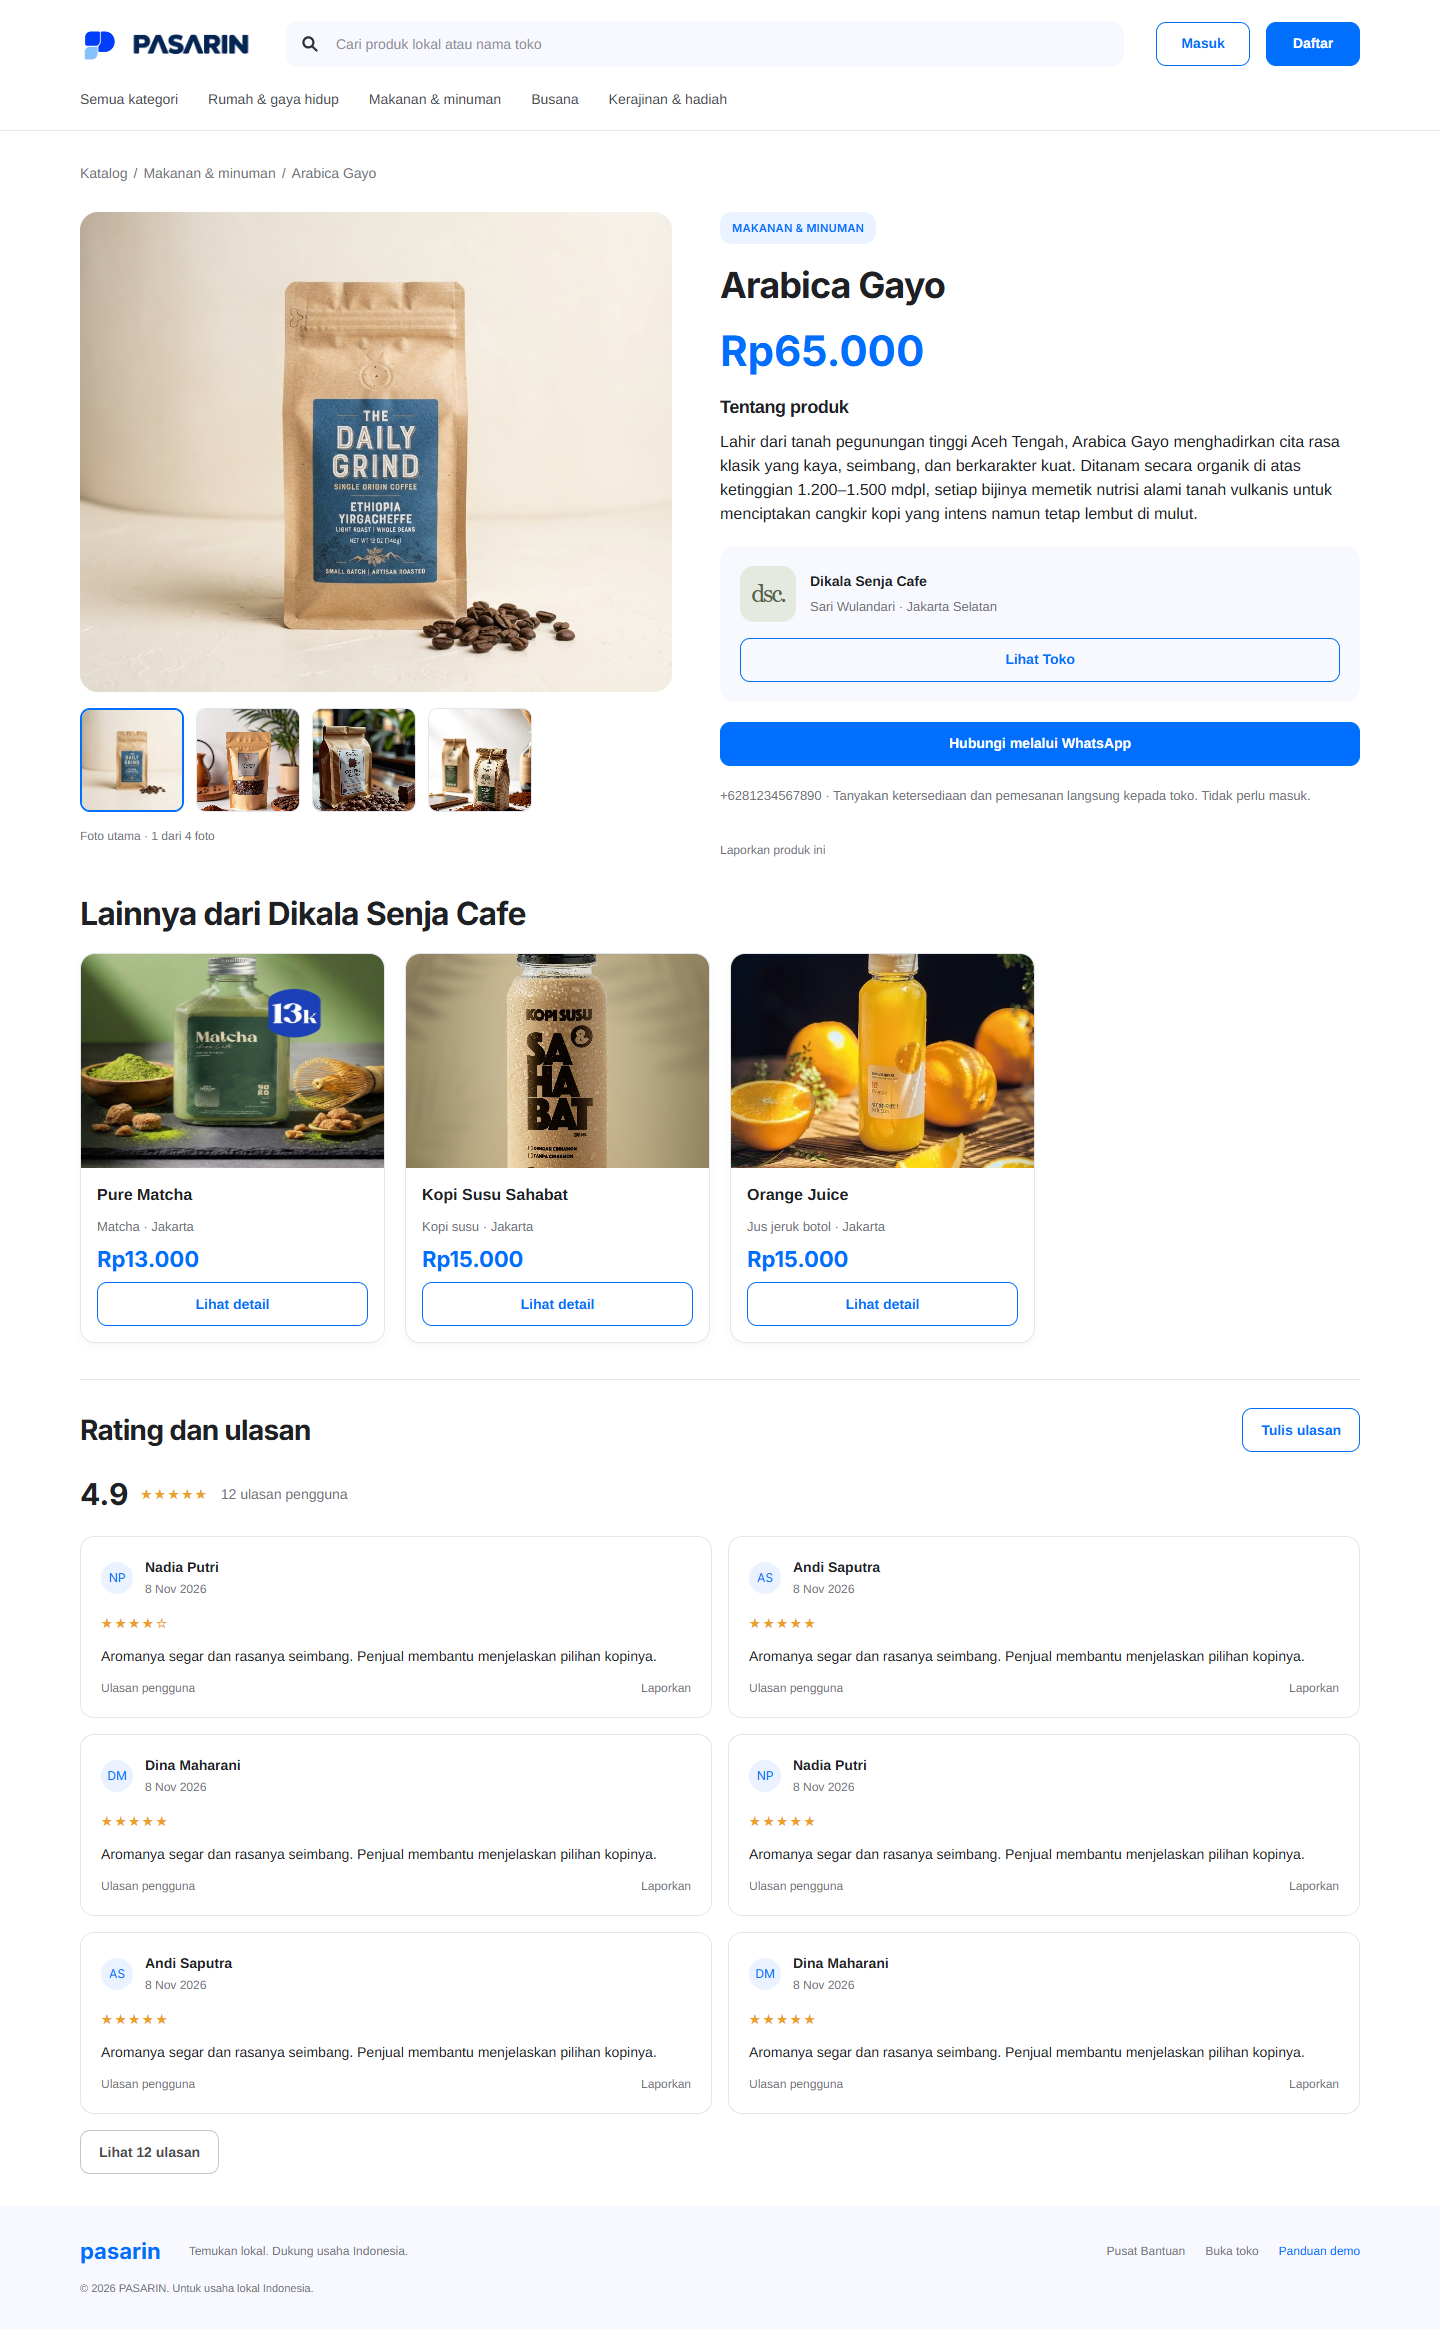 PASARIN
Cari produk lokal atau nama toko
Masuk
Daftar
Semua kategori
Rumah & gaya hidup
Makanan & minuman
Busana
Kerajinan & hadiah
Katalog / Makanan & minuman / Arabica Gayo
THE
DAILY
GRIND
SINGLE ORIGIN COFFEE
ETHIOPIA
YIRGACHEFFE
LIGHT ROAST | WHOLE BEANS
NET WT 12 OZ (340g)
SMALL BATCH | ARTISAN ROASTED
Foto utama · 1 dari 4 foto
MAKANAN & MINUMAN
Arabica Gayo
Rp65.000
Tentang produk
Lahir dari tanah pegunungan tinggi Aceh Tengah, Arabica Gayo menghadirkan cita rasa
klasik yang kaya, seimbang, dan berkarakter kuat. Ditanam secara organik di atas
ketinggian 1.200–1.500 mdpl, setiap bijinya memetik nutrisi alami tanah vulkanis untuk
menciptakan cangkir kopi yang intens namun tetap lembut di mulut.
dsc.
Dikala Senja Cafe
Sari Wulandari · Jakarta Selatan
Lihat Toko
Hubungi melalui WhatsApp
+6281234567890 · Tanyakan ketersediaan dan pemesanan langsung kepada toko. Tidak perlu masuk.
Laporkan produk ini
Lainnya dari Dikala Senja Cafe
Matcha
13k
Pure Matcha
Matcha · Jakarta
Rp13.000
Lihat detail
KOPI SUSU
SA
&
HA
BAT
DENGAN CINNAMON
TANPA CINNAMON
Kopi Susu Sahabat
Kopi susu · Jakarta
Rp15.000
Lihat detail
Orange Juice
Jus jeruk botol · Jakarta
Rp15.000
Lihat detail
Rating dan ulasan
Tulis ulasan
4.9 ★★★★★ 12 ulasan pengguna
NP
Nadia Putri
8 Nov 2026
★★★★☆
Aromanya segar dan rasanya seimbang. Penjual membantu menjelaskan pilihan kopinya.
Ulasan pengguna
Laporkan
AS
Andi Saputra
8 Nov 2026
★★★★★
Aromanya segar dan rasanya seimbang. Penjual membantu menjelaskan pilihan kopinya.
Ulasan pengguna
Laporkan
DM
Dina Maharani
8 Nov 2026
★★★★★
Aromanya segar dan rasanya seimbang. Penjual membantu menjelaskan pilihan kopinya.
Ulasan pengguna
Laporkan
NP
Nadia Putri
8 Nov 2026
★★★★★
Aromanya segar dan rasanya seimbang. Penjual membantu menjelaskan pilihan kopinya.
Ulasan pengguna
Laporkan
AS
Andi Saputra
8 Nov 2026
★★★★★
Aromanya segar dan rasanya seimbang. Penjual membantu menjelaskan pilihan kopinya.
Ulasan pengguna
Laporkan
DM
Dina Maharani
8 Nov 2026
★★★★★
Aromanya segar dan rasanya seimbang. Penjual membantu menjelaskan pilihan kopinya.
Ulasan pengguna
Laporkan
Lihat 12 ulasan
pasarin
Temukan lokal. Dukung usaha Indonesia.
Pusat Bantuan
Buka toko
Panduan demo
© 2026 PASARIN. Untuk usaha lokal Indonesia.